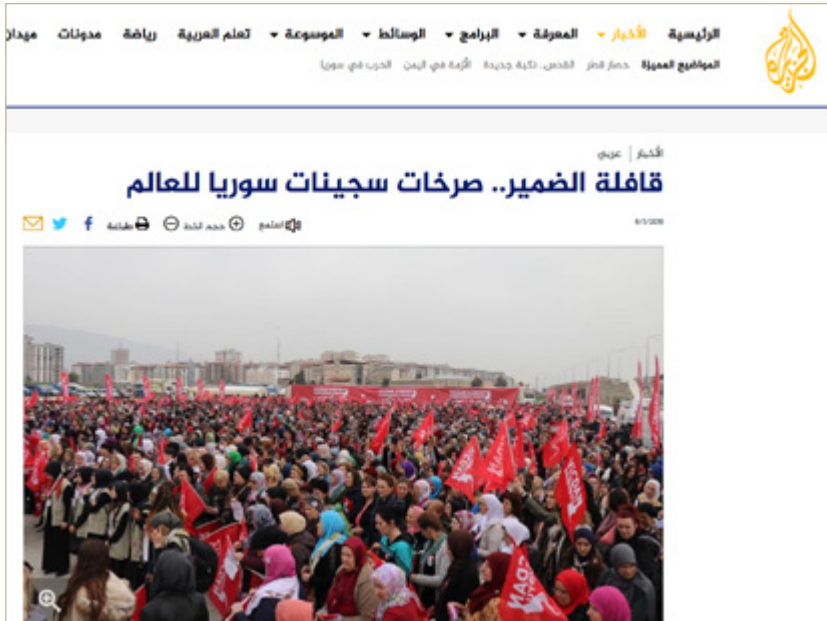 الرئيسية الأخبار المعرفة البرامج الوسائط الموسوعة تعلم العربية رياضة مدونات ميدان
المواضيع المميزة حصار قطر القدس.. نكبة جديدة الأزمة في اليمن الحرب في سوريا
الجزيرة
الأخبار | عربي
قافلة الضمير.. صرخات سجينات سوريا للعالم
استمع حجم الخط طباعة